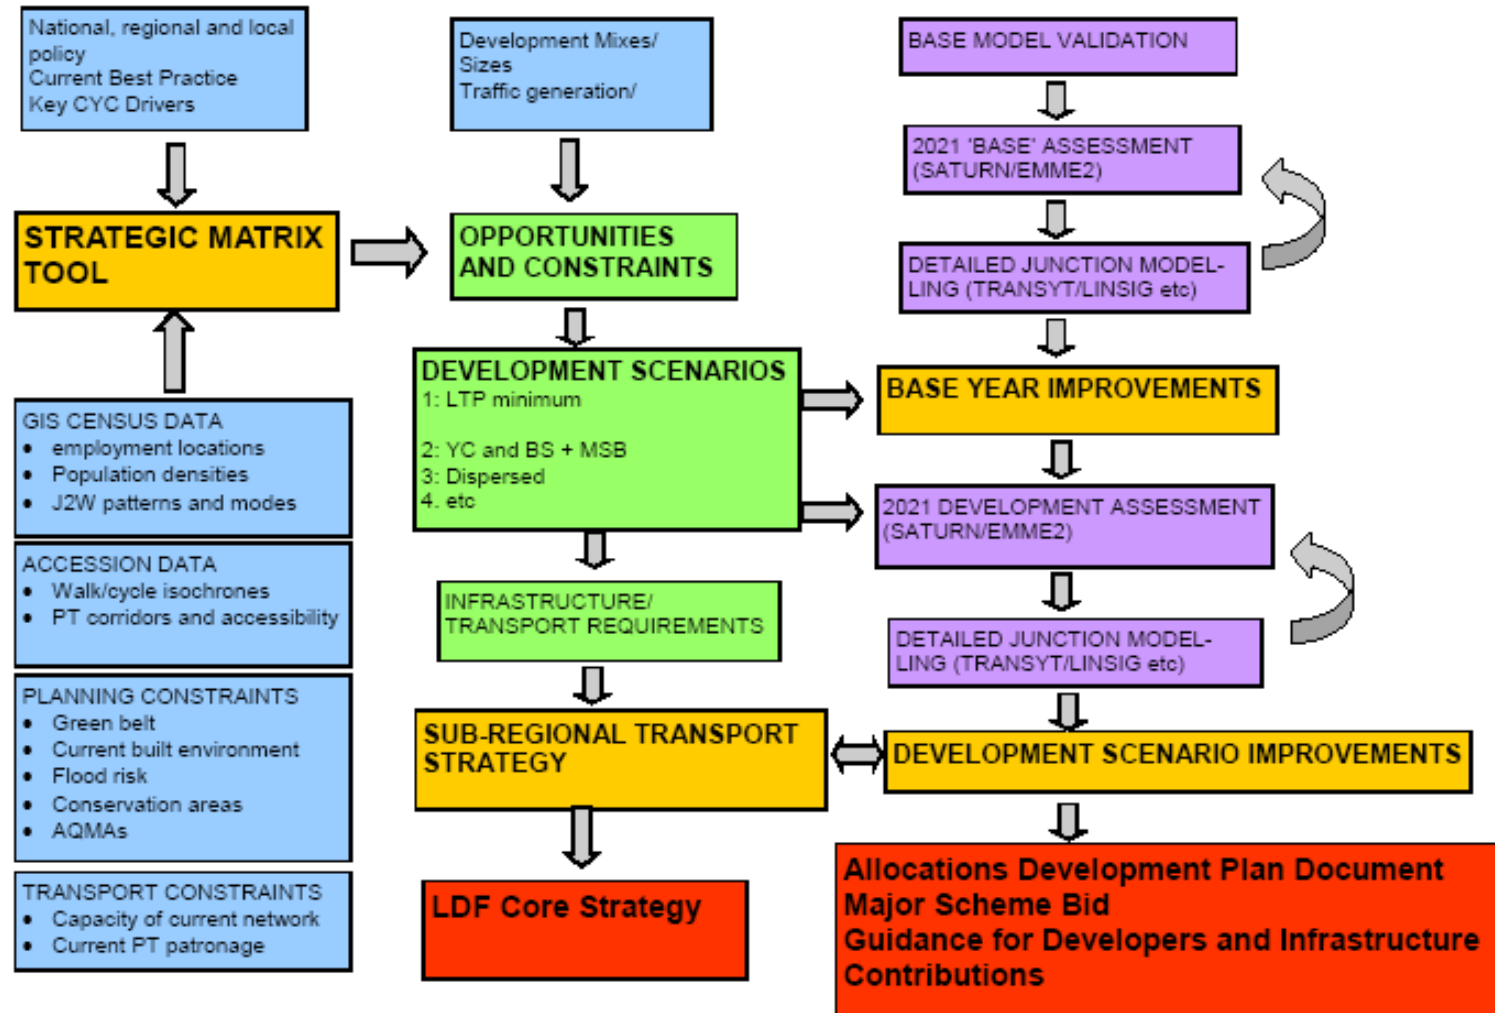 National, regional and local
policy
Current Best Practice
Key CYC Drivers
STRATEGIC MATRIX
TOOL
GIS CENSUS DATA
• employment locations
• Population densities
• J2W patterns and modes
ACCESSION DATA
• Walk/cycle isochrones
• PT corridors and accessibility
PLANNING CONSTRAINTS
• Green belt
• Current built environment
• Flood risk
• Conservation areas
• AQMAs
TRANSPORT CONSTRAINTS
• Capacity of current network
• Current PT patronage
Development Mixes/
Sizes
Traffic generation/
OPPORTUNITIES
AND CONSTRAINTS
DEVELOPMENT SCENARIOS
1: LTP minimum
2: YC and BS + MSB
3: Dispersed
4. etc
INFRASTRUCTURE/
TRANSPORT REQUIREMENTS
SUB-REGIONAL TRANSPORT
STRATEGY
LDF Core Strategy
BASE MODEL VALIDATION
2021 'BASE' ASSESSMENT
(SATURN/EMME2)
DETAILED JUNCTION MODEL-
LING (TRANSYT/LINSIG etc)
BASE YEAR IMPROVEMENTS
2021 DEVELOPMENT ASSESSMENT
(SATURN/EMME2)
DETAILED JUNCTION MODEL-
LING (TRANSYT/LINSIG etc)
DEVELOPMENT SCENARIO IMPROVEMENTS
Allocations Development Plan Document
Major Scheme Bid
Guidance for Developers and Infrastructure
Contributions